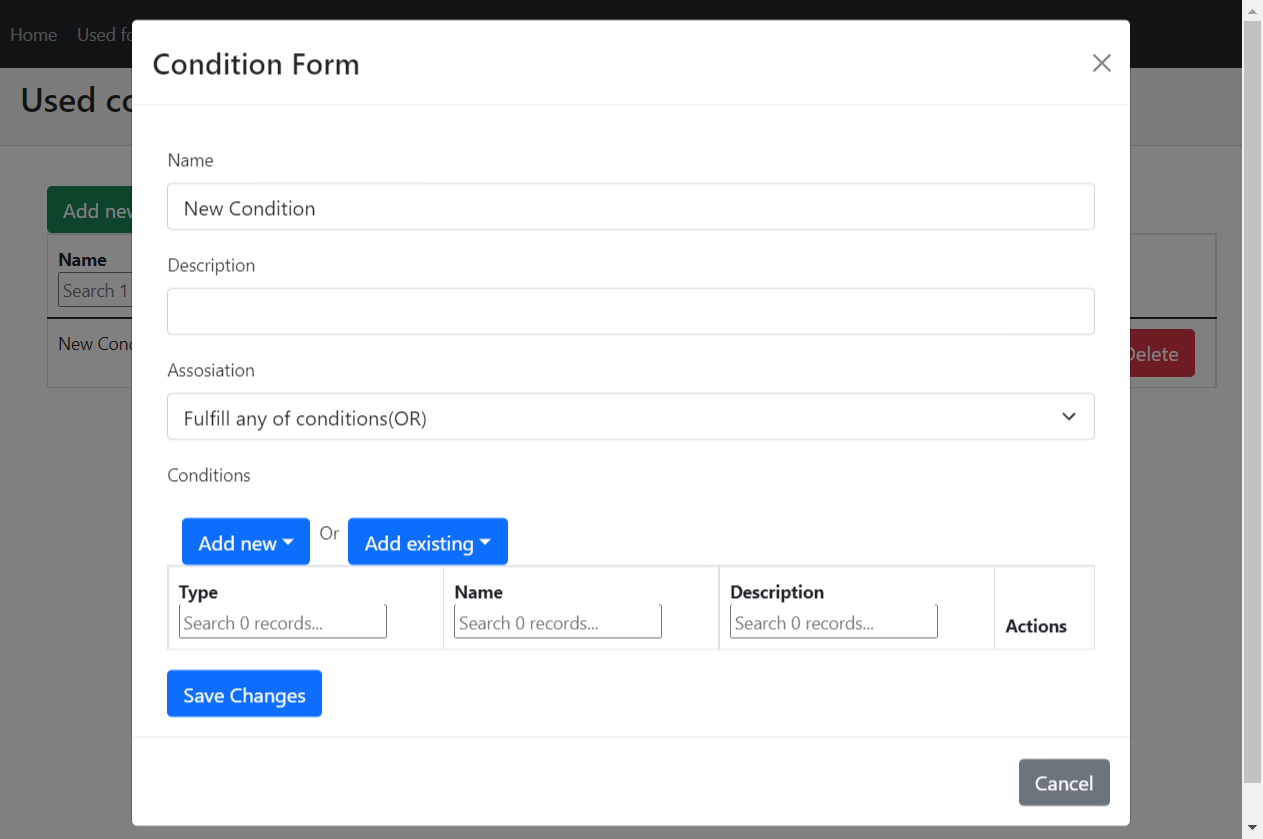 Home Used fo
Condition Form
Used co
Name
New Condition
Add new
Name
Search 1
Description
New Cond
Delete
Assosiation
Fulfill any of conditions(OR)
Conditions
Add new Or Add existing
Type Name Description
Search 0 records... Search 0 records... Search 0 records...
Actions
Save Changes
Cancel